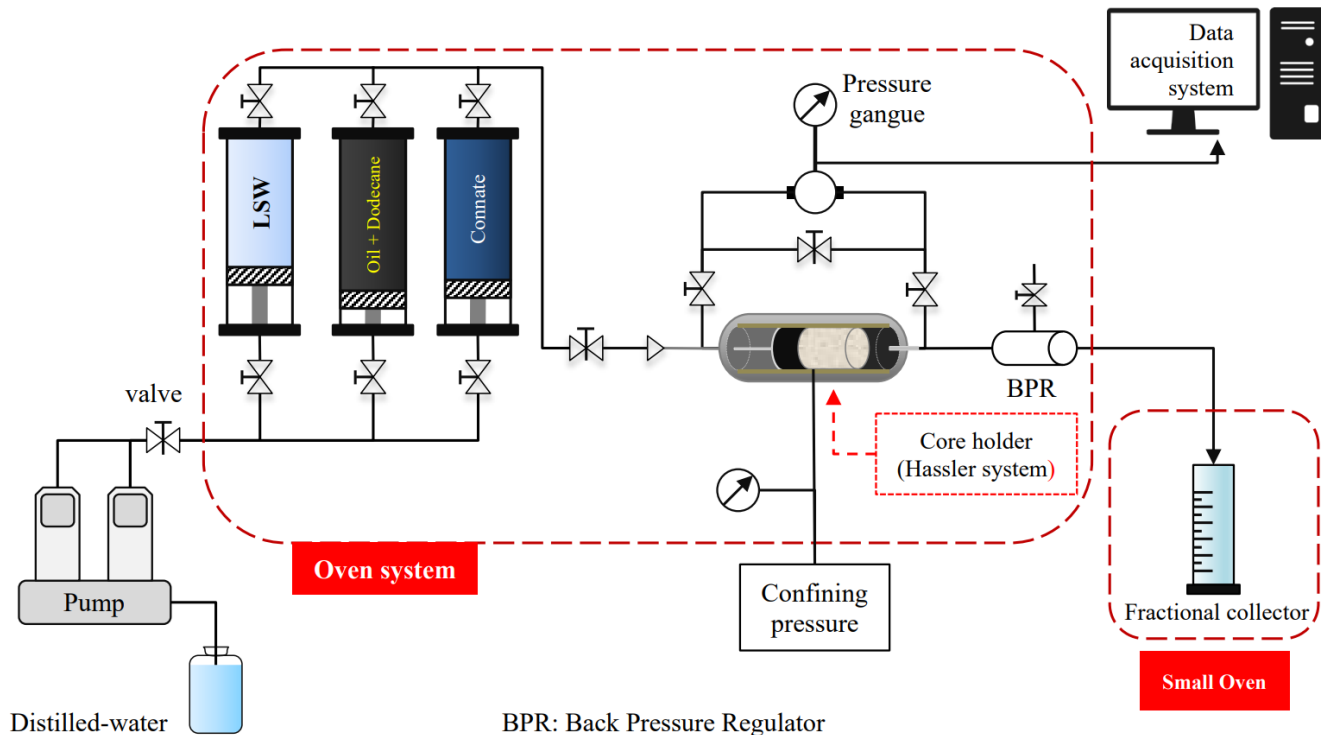 Data
acquisition
system
Pressure
gangue
LSW
Oil + Dodecane
Connate
valve
BPR
Core holder
(Hassler system)
Oven system
Pump
Confining
pressure
Fractional collector
Small Oven
Distilled-water
BPR: Back Pressure Regulator